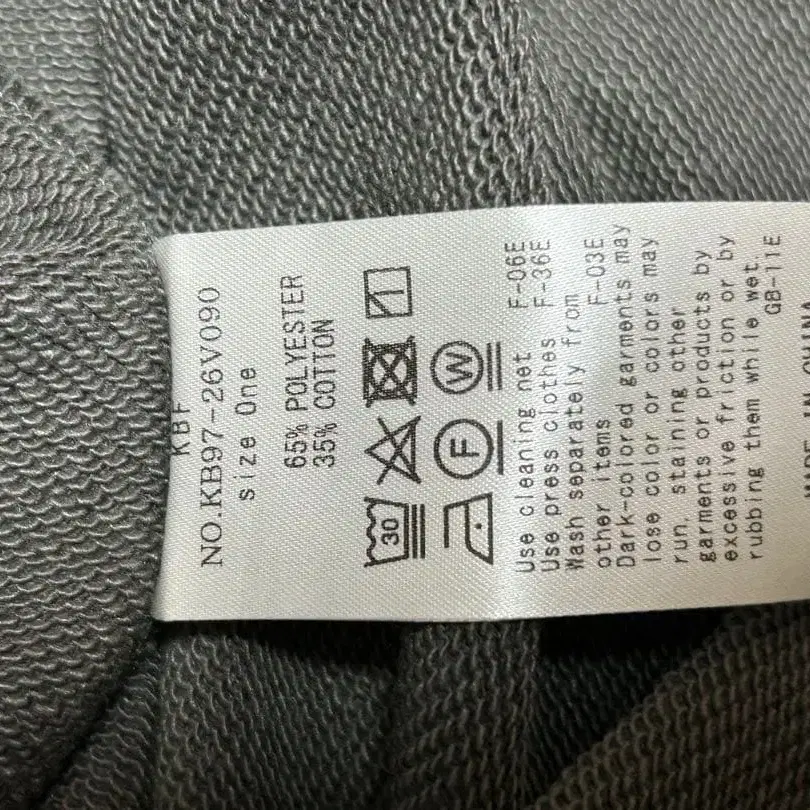 KBF
NO.KB97-26V090
size One
65% POLYESTER
35% COTTON
30
F
W
Use cleaning net F-06E
Use press clothes F-36E
Wash separately from
other items F-03E
Dark-colored garments may
lose color or colors may
run, staining other
garments or products by
excessive friction or by
rubbing them while wet.
GB-11E